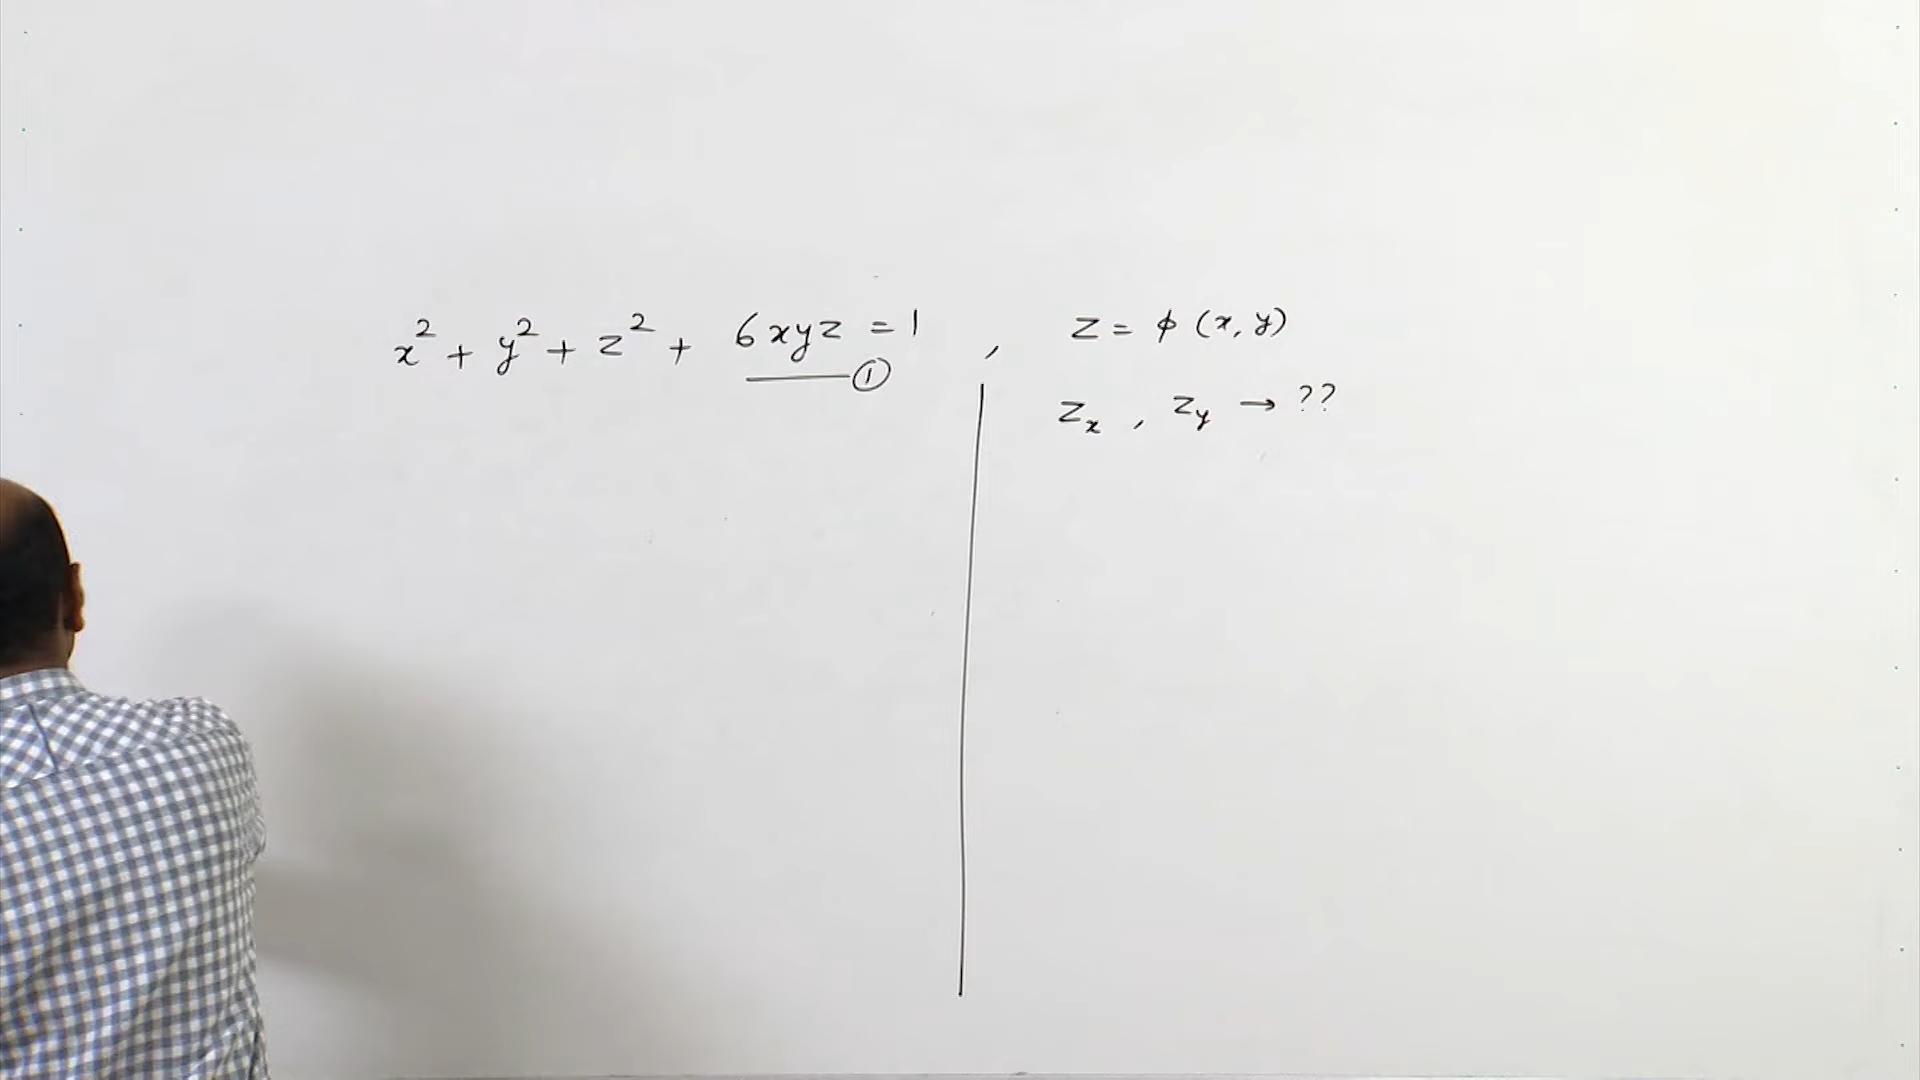 x² + y² + z² + 6xyz = 1 , z = ϕ (x, y)
①
z_x , z_y → ??